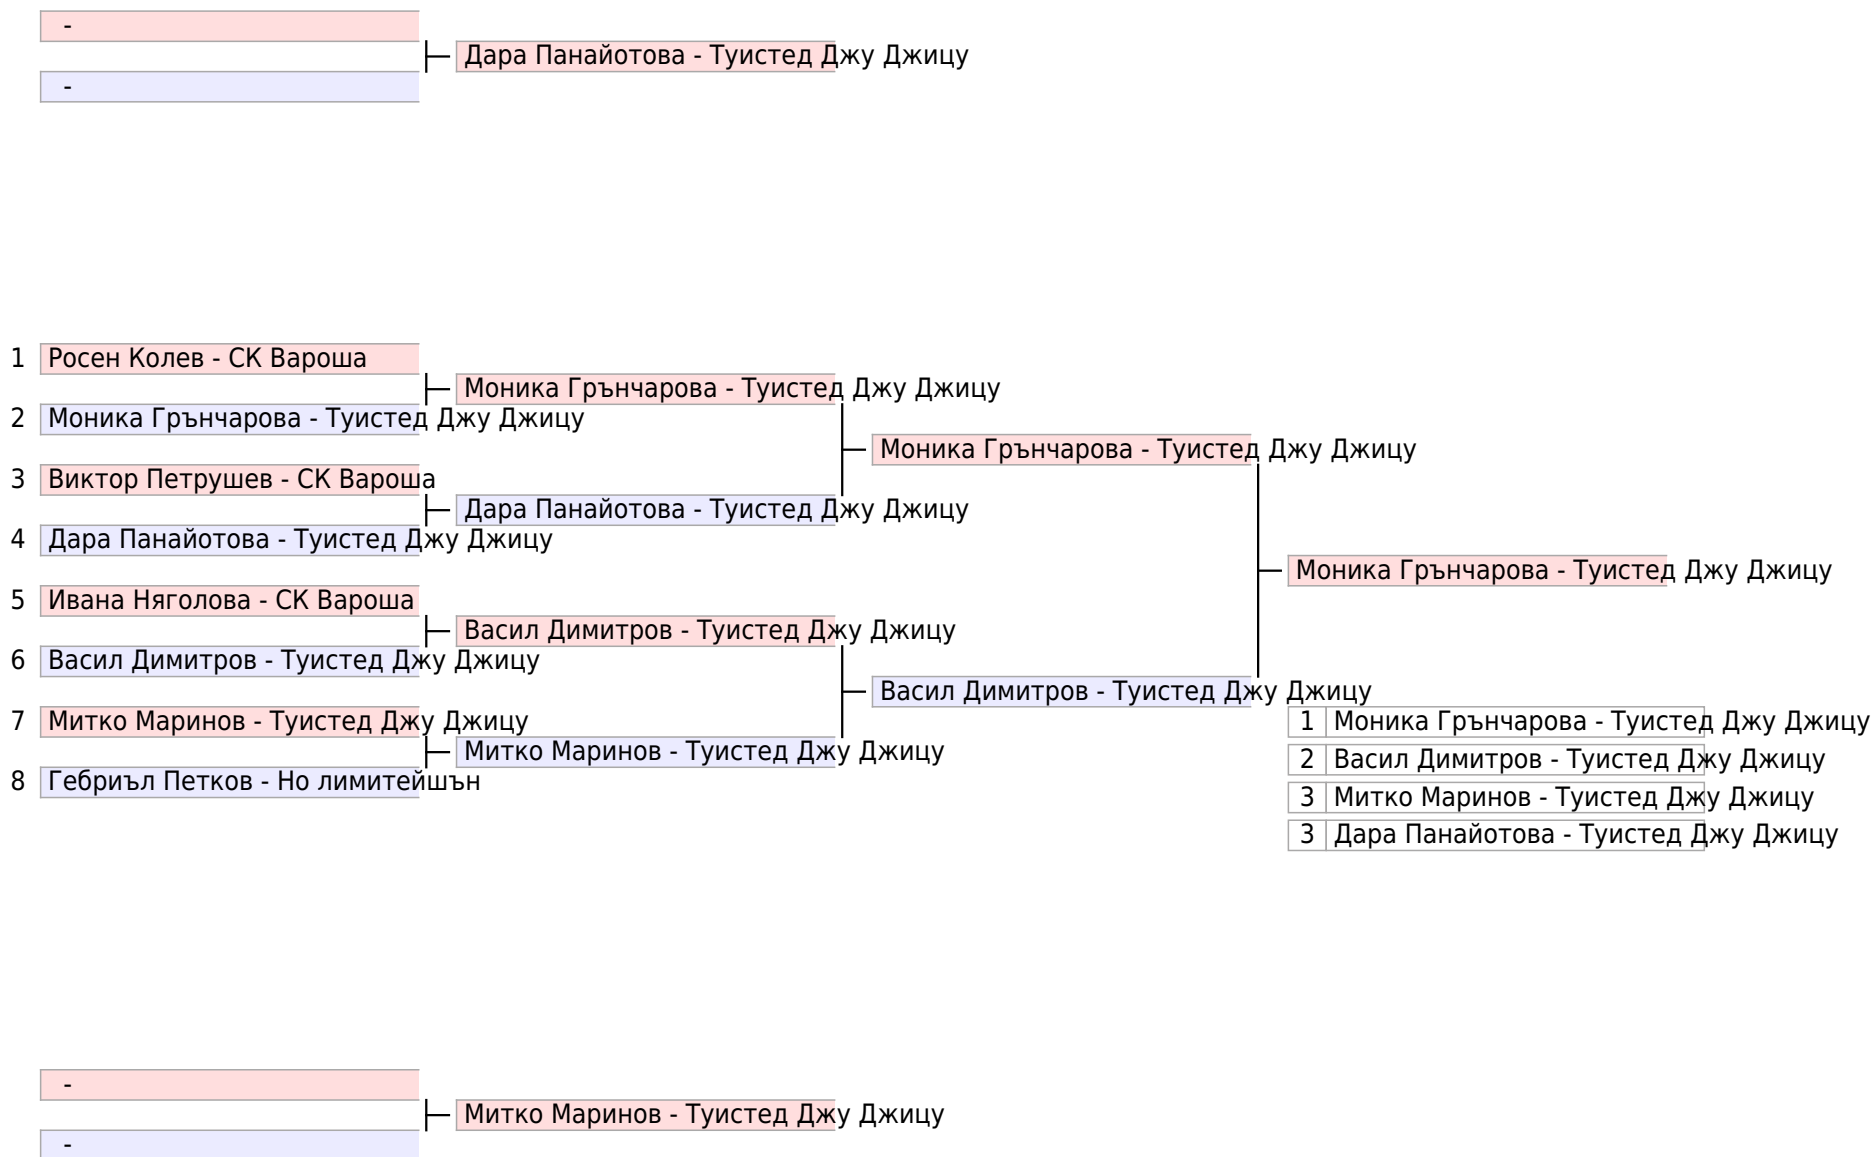 -
Дара Панайотова - Туистед Джу Джицу
-
1 Росен Колев - СК Вароша
Моника Грънчарова - Туистед Джу Джицу
2 Моника Грънчарова - Туистед Джу Джицу
Моника Грънчарова - Туистед Джу Джицу
3 Виктор Петрушев - СК Вароша
Дара Панайотова - Туистед Джу Джицу
4 Дара Панайотова - Туистед Джу Джицу
Моника Грънчарова - Туистед Джу Джицу
5 Ивана Няголова - СК Вароша
Васил Димитров - Туистед Джу Джицу
6 Васил Димитров - Туистед Джу Джицу
Васил Димитров - Туистед Джу Джицу
7 Митко Маринов - Туистед Джу Джицу
Митко Маринов - Туистед Джу Джицу
8 Гебриъл Петков - Но лимитейшън
1 Моника Грънчарова - Туистед Джу Джицу
2 Васил Димитров - Туистед Джу Джицу
3 Митко Маринов - Туистед Джу Джицу
3 Дара Панайотова - Туистед Джу Джицу
-
Митко Маринов - Туистед Джу Джицу
-